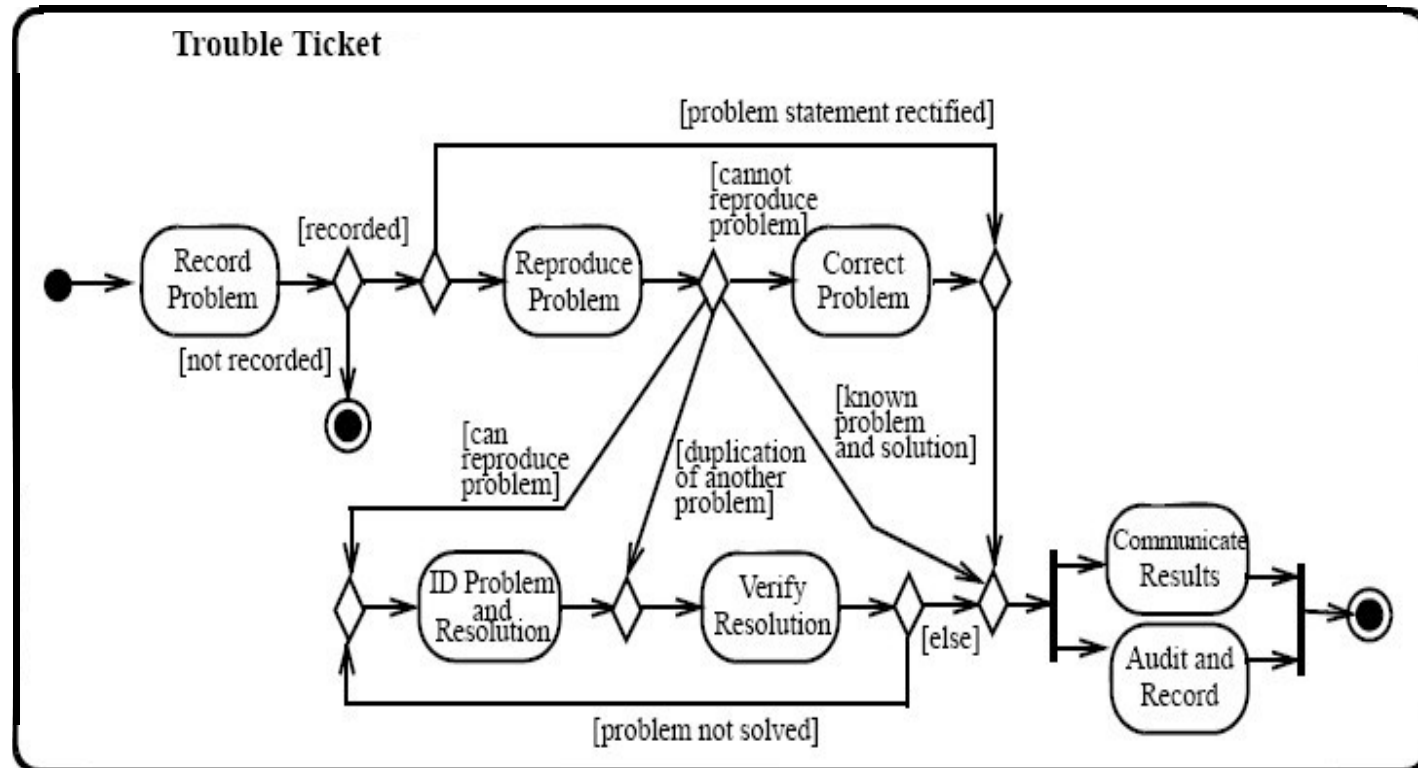 Trouble Ticket
[problem statement rectified]
[cannot
reproduce
problem]
[recorded]
Record
Problem
Reproduce
Problem
Correct
Problem
[not recorded]
[known
problem
and solution]
[can
reproduce
problem]
[duplication
of another
problem]
Communicate
Results
ID Problem
and
Resolution
Verify
Resolution
[else]
Audit and
Record
[problem not solved]